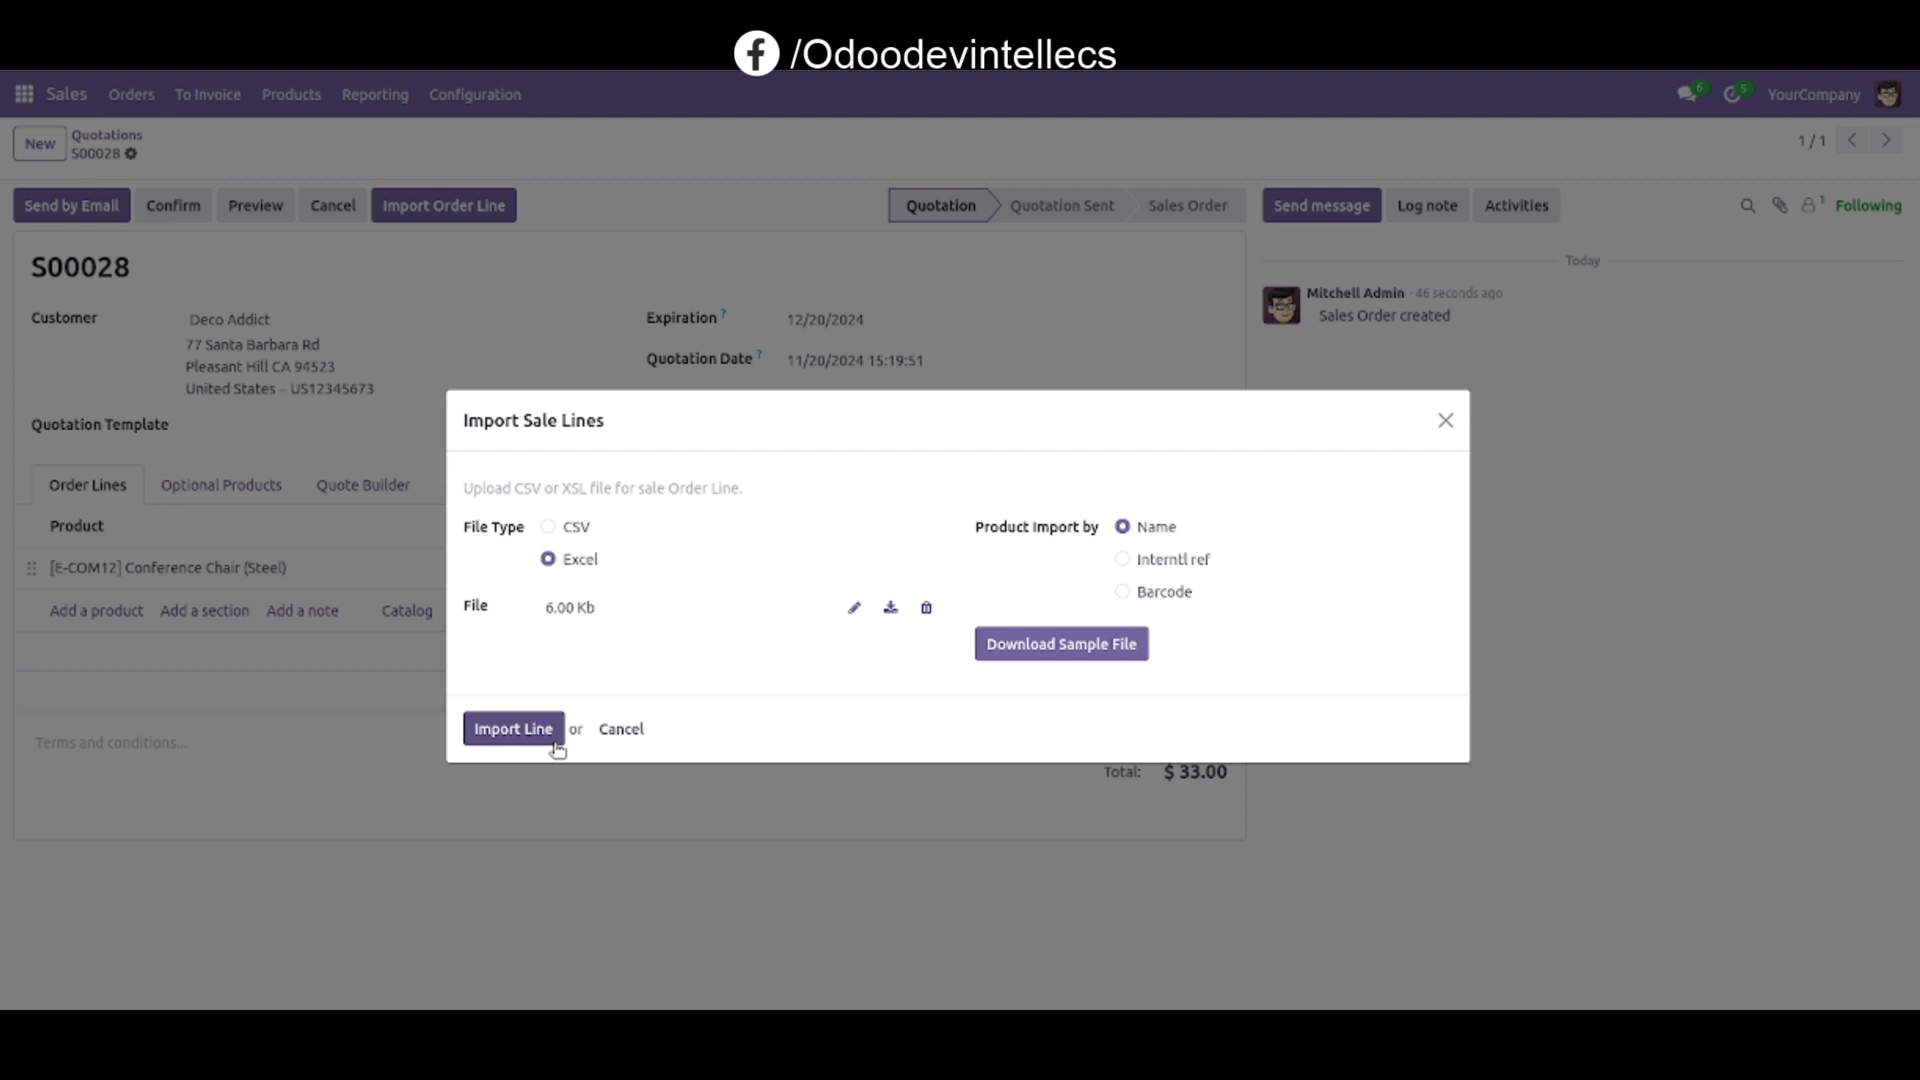 /Odoodevintellecs
Sales Orders To Invoice Products Reporting Configuration 6 5 YourCompany
New Quotations
S00028
1 / 1
Send by Email Confirm Preview Cancel Import Order Line Quotation Quotation Sent Sales Order Send message Log note Activities 1 Following
S00028
Today
Customer Deco Addict
77 Santa Barbara Rd
Pleasant Hill CA 94523
United States – US12345673
Expiration ? 12/20/2024
Quotation Date ? 11/20/2024 15:19:51
Mitchell Admin - 46 seconds ago
Sales Order created
Quotation Template
Order Lines Optional Products Quote Builder
Product
[E-COM12] Conference Chair (Steel)
Add a product Add a section Add a note Catalog
Terms and conditions...
Import Sale Lines
Upload CSV or XSL file for sale Order Line.
File Type CSV
Excel
File 6.00 Kb
Product Import by Name
Interntl ref
Barcode
Download Sample File
Import Line or Cancel
Total: $ 33.00